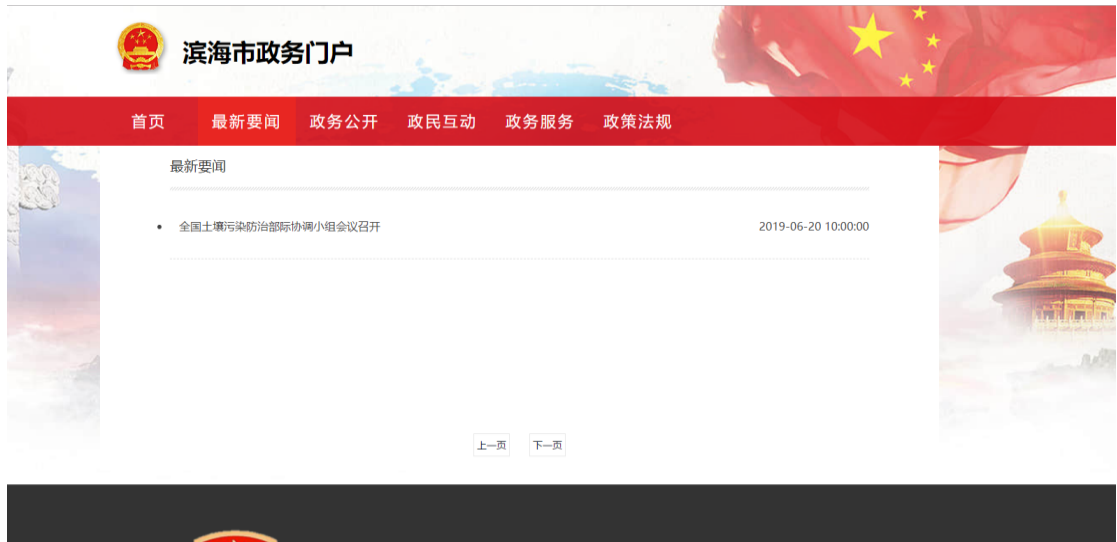 滨海市政务门户
首页 最新要闻 政务公开 政民互动 政务服务 政策法规
最新要闻
全国土壤污染防治部际协调小组会议召开 2019-06-20 10:00:00
上一页 下一页